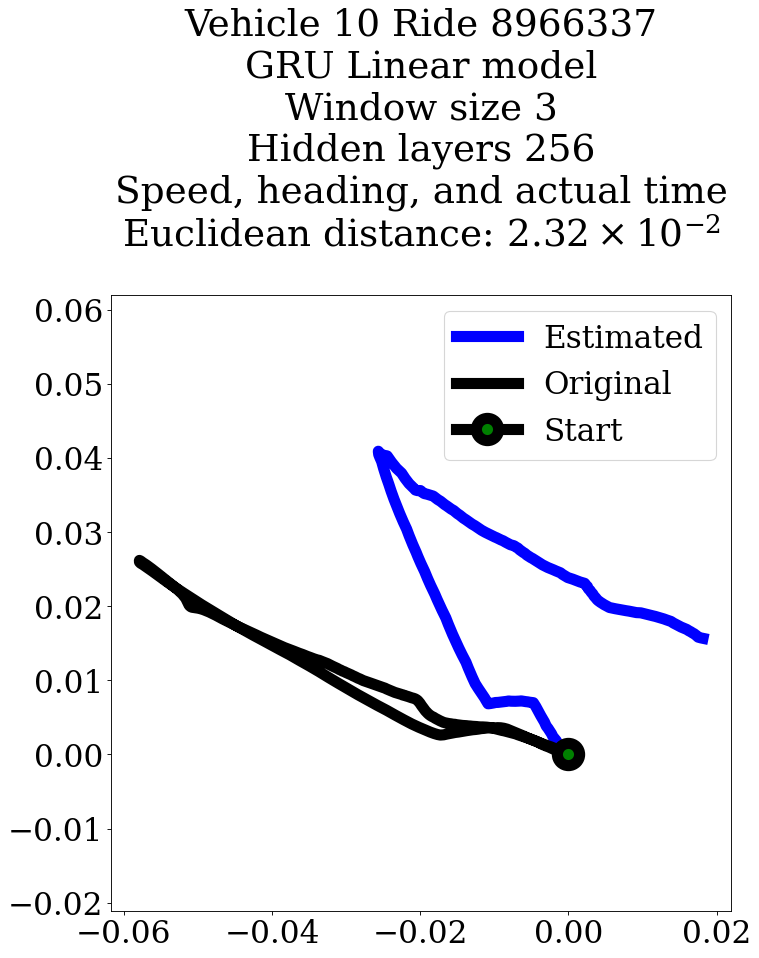 Vehicle 10 Ride 8966337
GRU Linear model
Window size 3
Hidden layers 256
Speed, heading, and actual time
Euclidean distance: 2.32 × 10⁻²
Estimated
Original
Start
0.06
0.05
0.04
0.03
0.02
0.01
0.00
−0.01
−0.02
−0.06 −0.04 −0.02 0.00 0.02